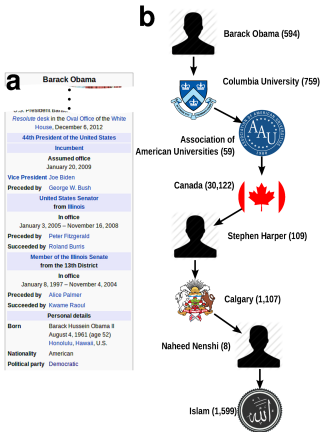 a
Barack Obama
Resolute desk in the Oval Office of the White
House, December 6, 2012
44th President of the United States
Incumbent
Assumed office
January 20, 2009
Vice President Joe Biden
Preceded by George W. Bush
United States Senator
from Illinois
In office
January 3, 2005 – November 16, 2008
Preceded by Peter Fitzgerald
Succeeded by Roland Burris
Member of the Illinois Senate
from the 13th District
In office
January 8, 1997 – November 4, 2004
Preceded by Alice Palmer
Succeeded by Kwame Raoul
Personal details
Born Barack Hussein Obama II
August 4, 1961 (age 52)
Honolulu, Hawaii, U.S.
Nationality American
Political party Democratic
b
Barack Obama (594)
Columbia University (759)
Association of
American Universities (59)
AAU
Canada (30,122)
Stephen Harper (109)
Calgary (1,107)
Naheed Nenshi (8)
Islam (1,599)
الله